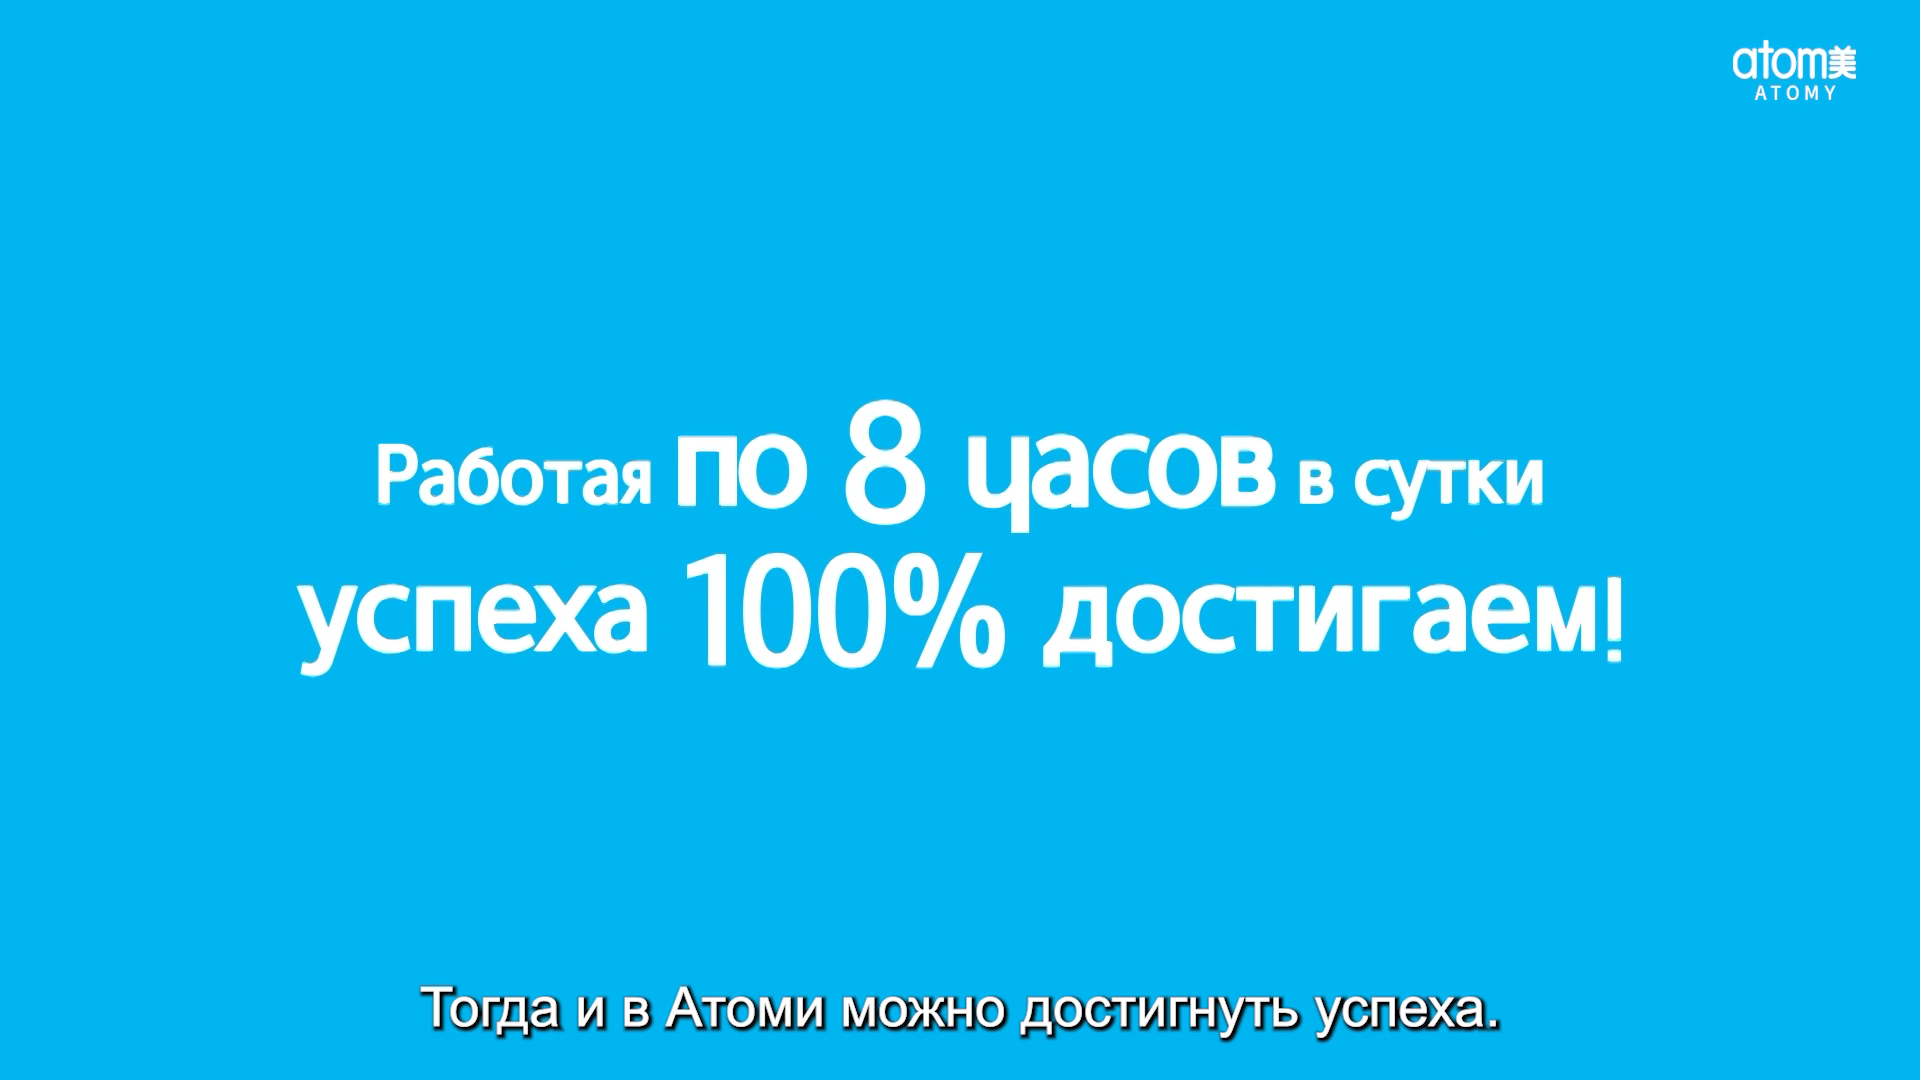 atom美
ATOMY
Работая по 8 часов в сутки
успеха 100% достигаем!
Тогда и в Атоми можно достигнуть успеха.